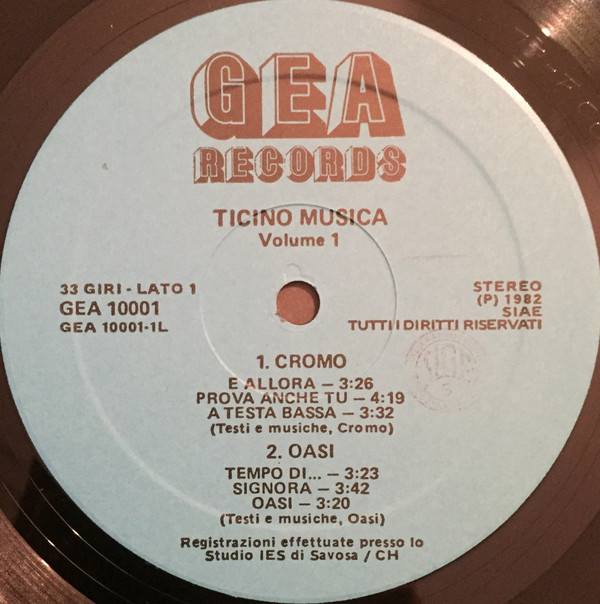 GEA
RECORDS
TICINO MUSICA
Volume 1
33 GIRI - LATO 1
GEA 10001
GEA 10001-1L
STEREO
(P) 1982
SIAE
TUTTI I DIRITTI RISERVATI
1. CROMO
E ALLORA – 3:26
PROVA ANCHE TU – 4:19
A TESTA BASSA – 3:32
(Testi e musiche, Cromo)
2. OASI
TEMPO DI... – 3:23
SIGNORA – 3:42
OASI – 3:20
(Testi e musiche, Oasi)
Registrazioni effettuate presso lo
Studio IES di Savosa / CH